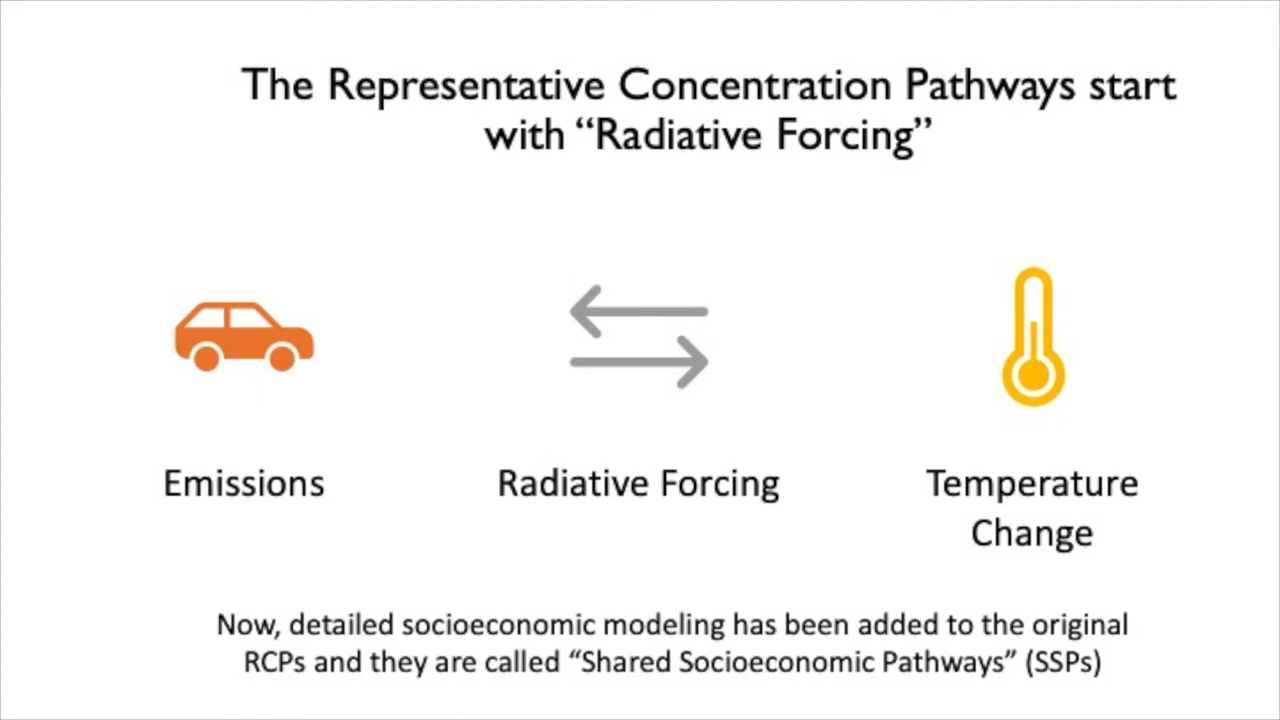 The Representative Concentration Pathways start
with “Radiative Forcing”
Emissions
Radiative Forcing
Temperature
Change
Now, detailed socioeconomic modeling has been added to the original
RCPs and they are called “Shared Socioeconomic Pathways” (SSPs)